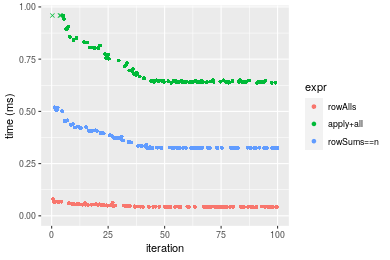 1.00
0.75
0.50
0.25
0.00
time (ms)
0
25
50
75
100
iteration
expr
rowAlls
apply+all
rowSums==n